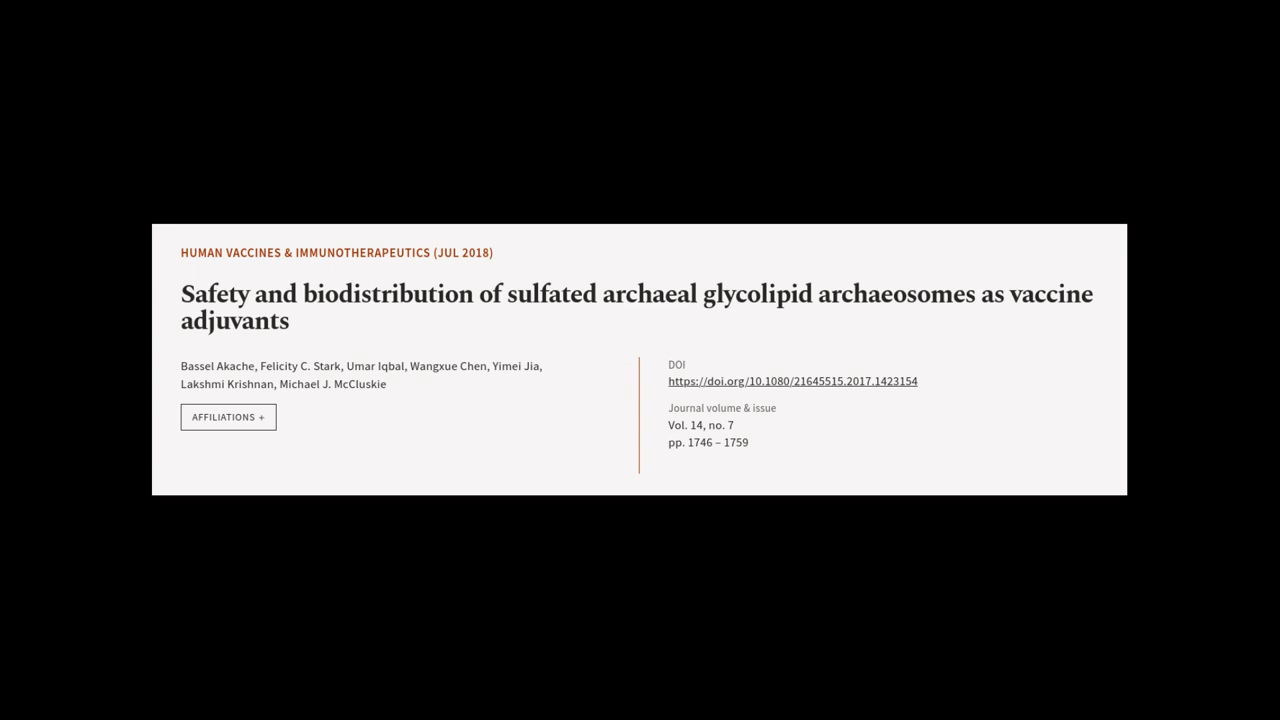 HUMAN VACCINES & IMMUNOTHERAPEUTICS (JUL 2018)
Safety and biodistribution of sulfated archaeal glycolipid archaeosomes as vaccine
adjuvants
Bassel Akache, Felicity C. Stark, Umar Iqbal, Wangxue Chen, Yimei Jia,
Lakshmi Krishnan, Michael J. McCluskie
AFFILIATIONS +
DOI
https://doi.org/10.1080/21645515.2017.1423154
Journal volume & issue
Vol. 14, no. 7
pp. 1746 – 1759